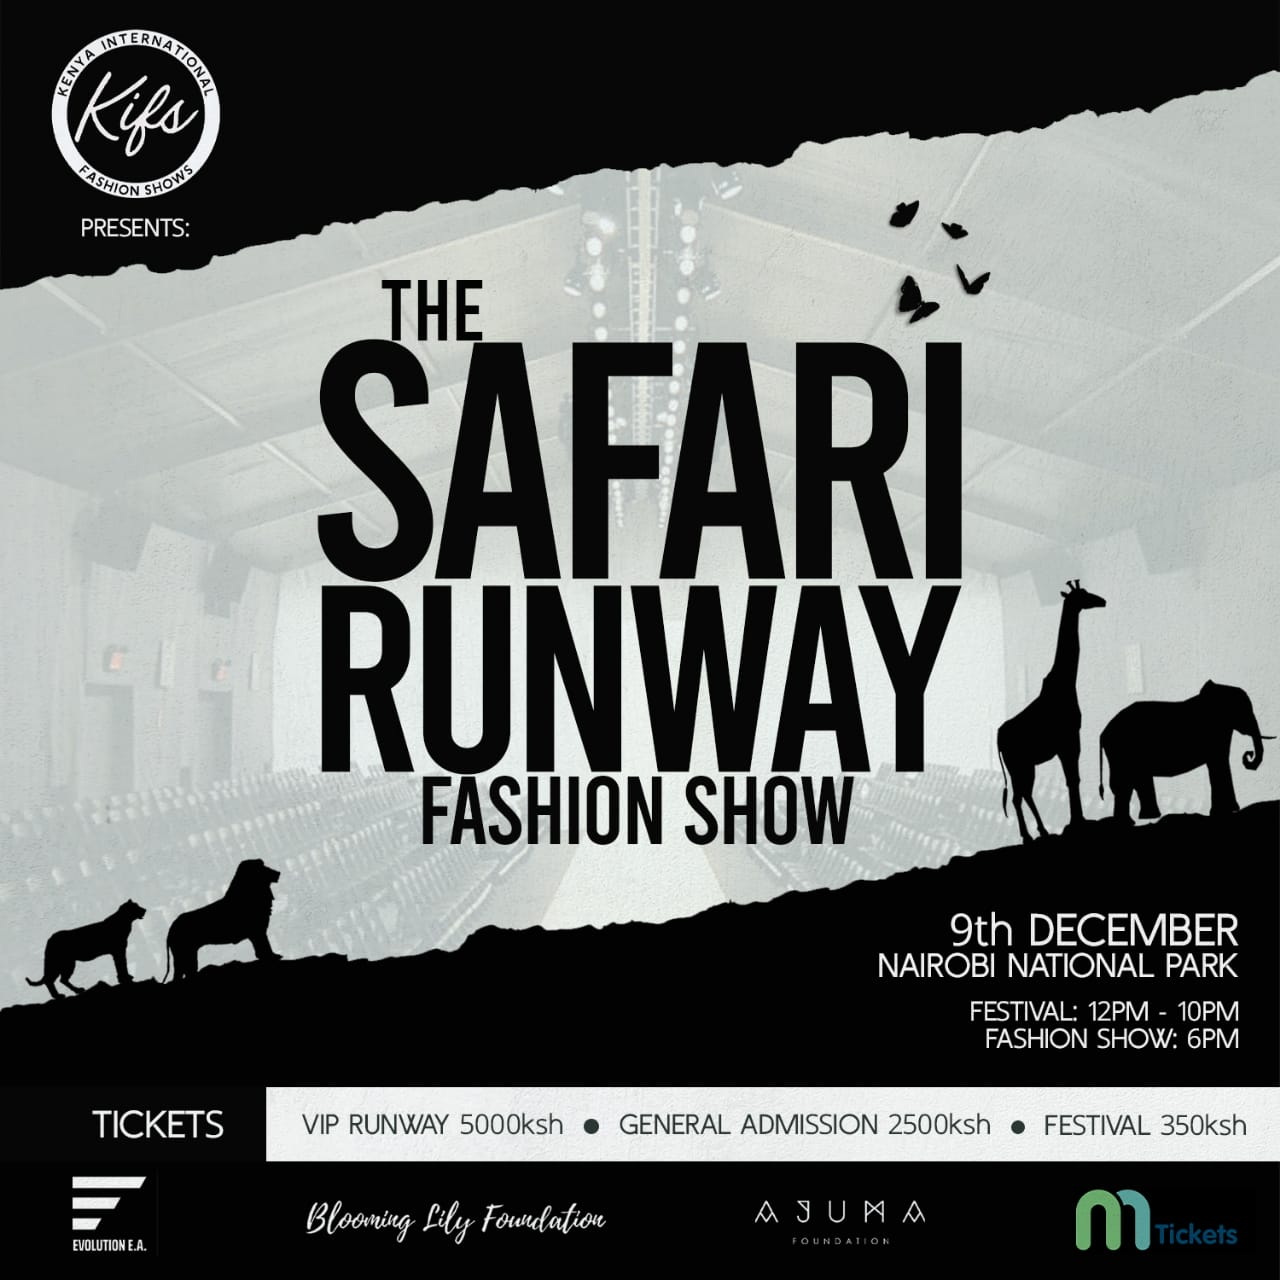 KENYA INTERNATIONAL
Kifs
FASHION SHOWS
PRESENTS:
THE
SAFARI
RUNWAY
FASHION SHOW
9th DECEMBER
NAIROBI NATIONAL PARK
FESTIVAL: 12PM - 10PM
FASHION SHOW: 6PM
TICKETS
VIP RUNWAY 5000ksh ● GENERAL ADMISSION 2500ksh ● FESTIVAL 350ksh
EVOLUTION E.A.
Blooming Lily Foundation
AJUMA
FOUNDATION
m Tickets